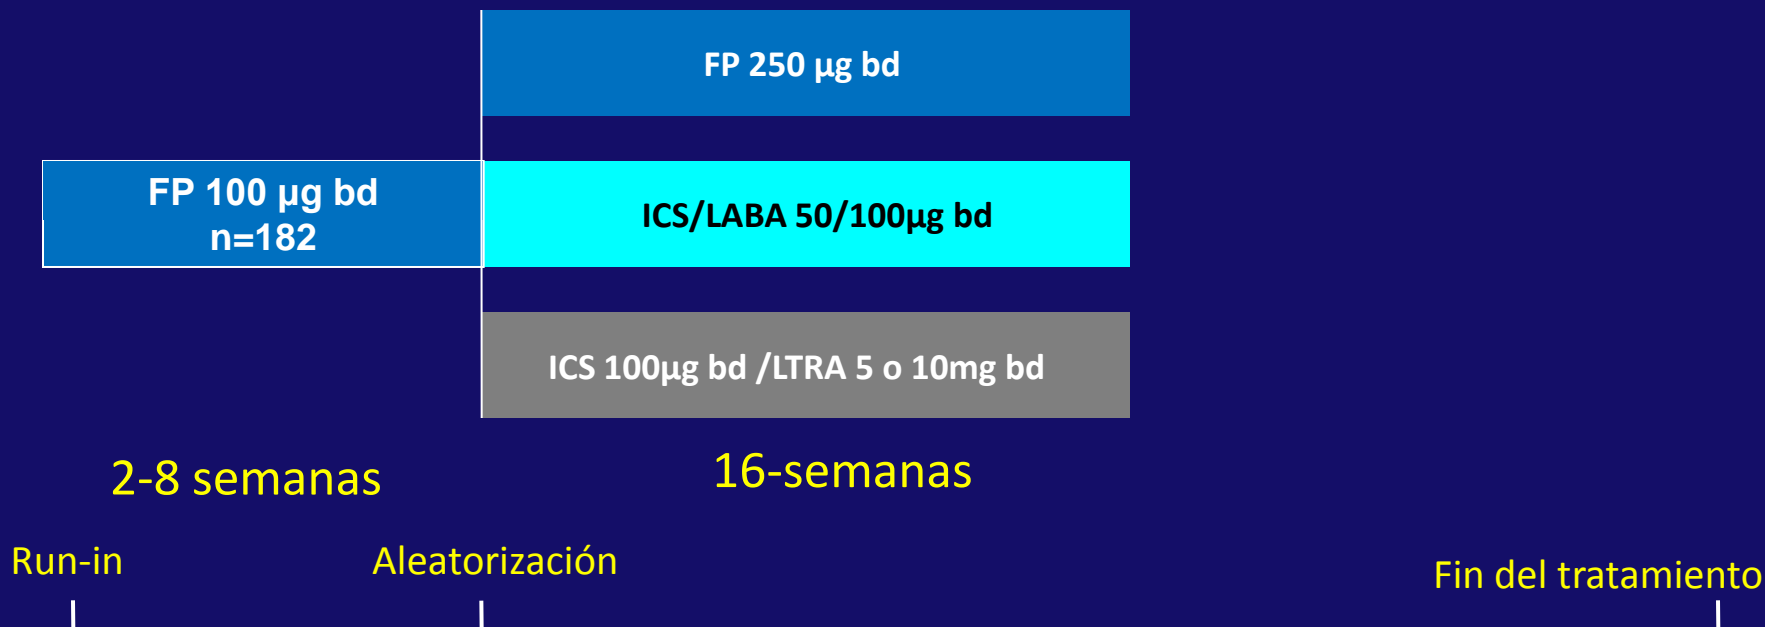 FP 250 µg bd
FP 100 µg bd
n=182
ICS/LABA 50/100µg bd
ICS 100µg bd /LTRA 5 o 10mg bd
2-8 semanas
16-semanas
Run-in
Aleatorización
Fin del tratamiento